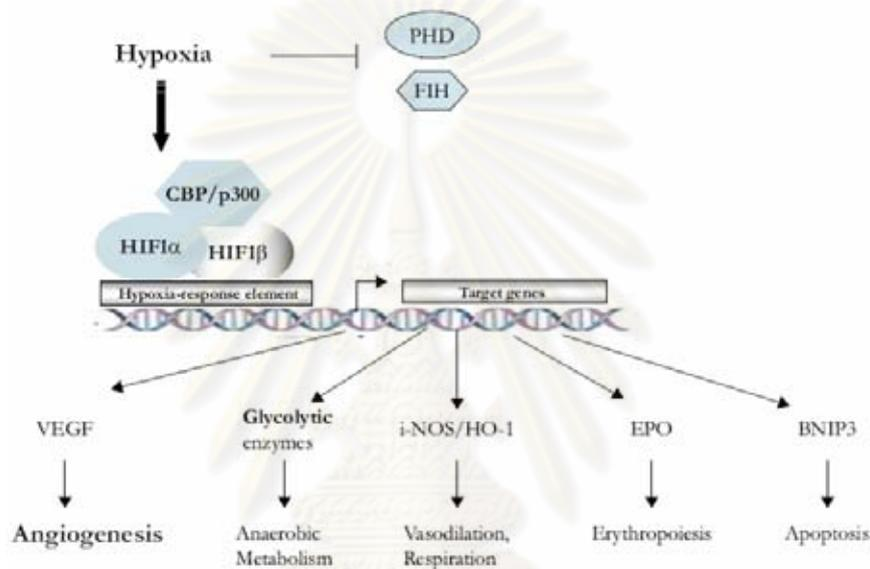 Hypoxia
PHD
FIH
CBP/p300
HIF1α
HIF1β
Hypoxia-response element
Target genes
VEGF
Glycolytic
enzymes
i-NOS/HO-1
EPO
BNIP3
Angiogenesis
Anaerobic
Metabolism
Vasodilation,
Respiration
Erythropoiesis
Apoptosis